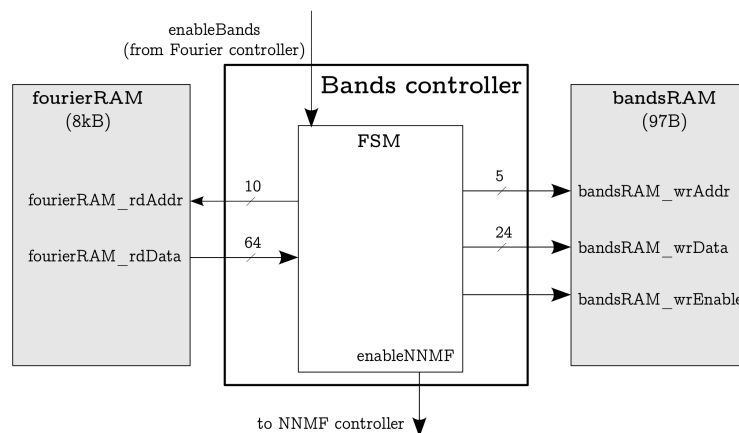 enableBands
(from Fourier controller)
Bands controller
fourierRAM
(8kB)
bandsRAM
(97B)
FSM
10
5
fourierRAM_rdAddr
bandsRAM_wrAddr
64
24
fourierRAM_rdData
bandsRAM_wrData
bandsRAM_wrEnable
enableNNMF
to NNMF controller